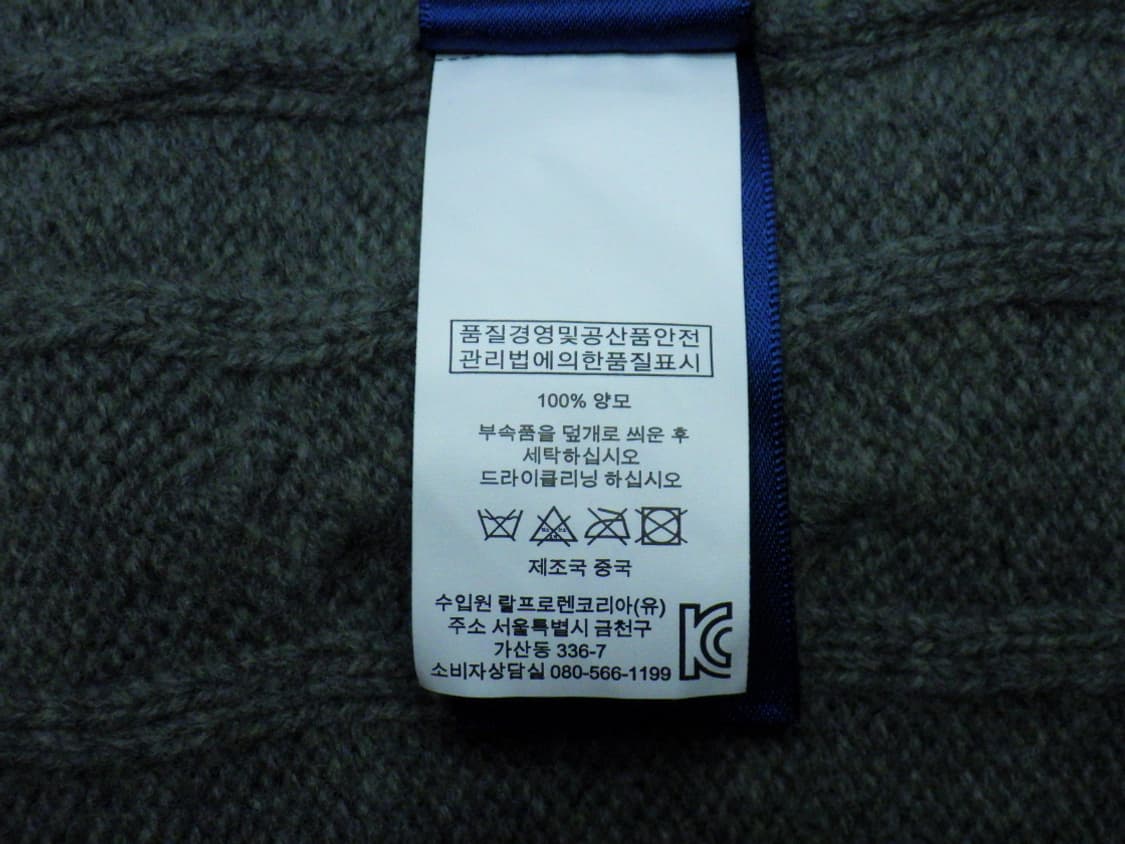 품질경영및공산품안전
관리법에의한품질표시
100% 양모
부속품을 덮개로 씌운 후
세탁하십시오
드라이클리닝 하십시오
제조국 중국
수입원 랄프로렌코리아(유)
주소 서울특별시 금천구
가산동 336-7
소비자상담실 080-566-1199
KC